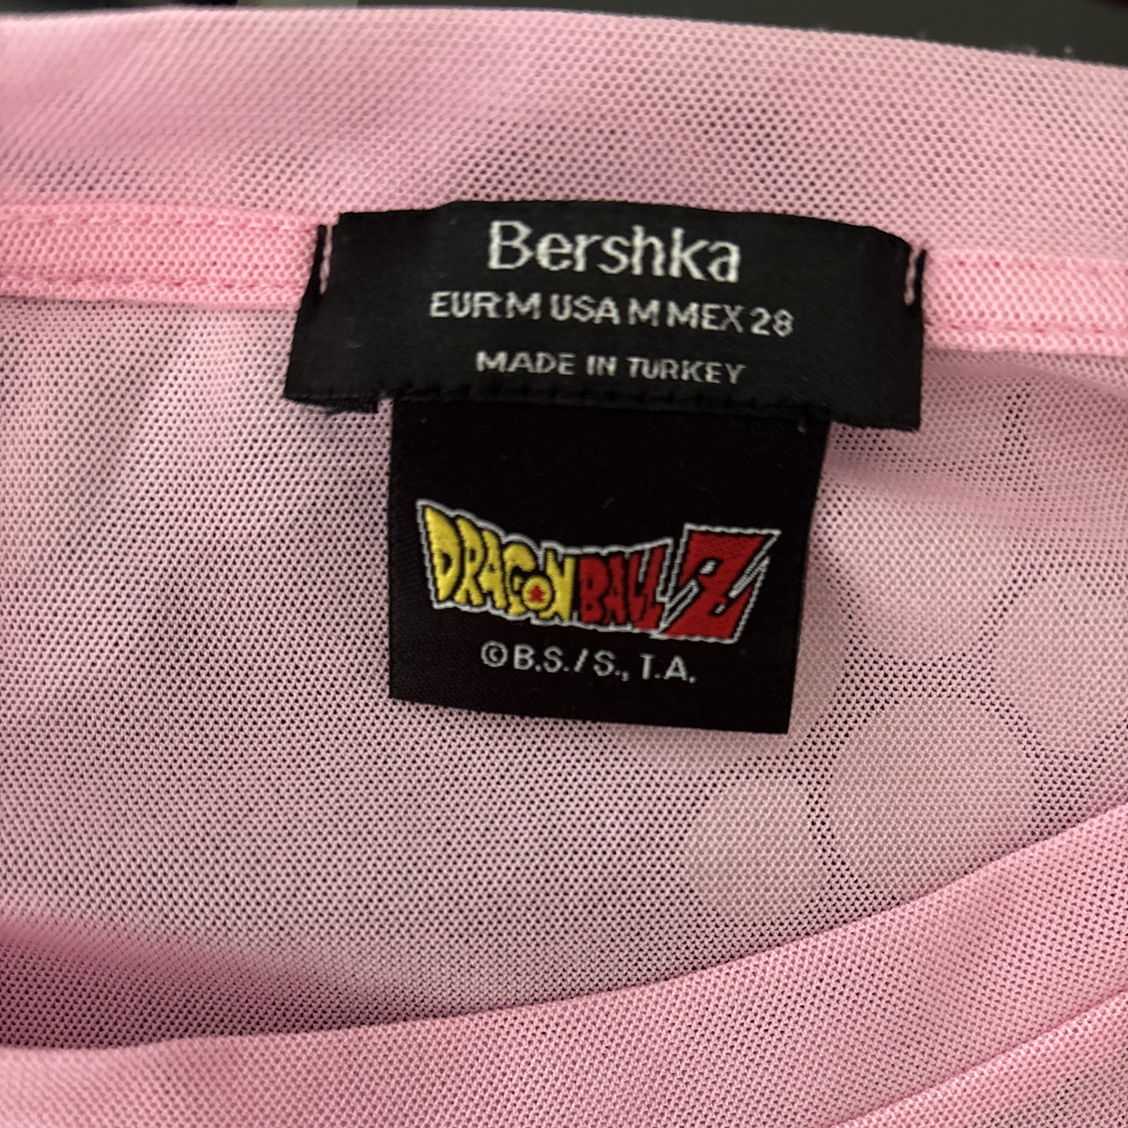 Bershka
EUR M USA M MEX 28
MADE IN TURKEY
DRAGON BALL Z
© B.S./S., T.A.